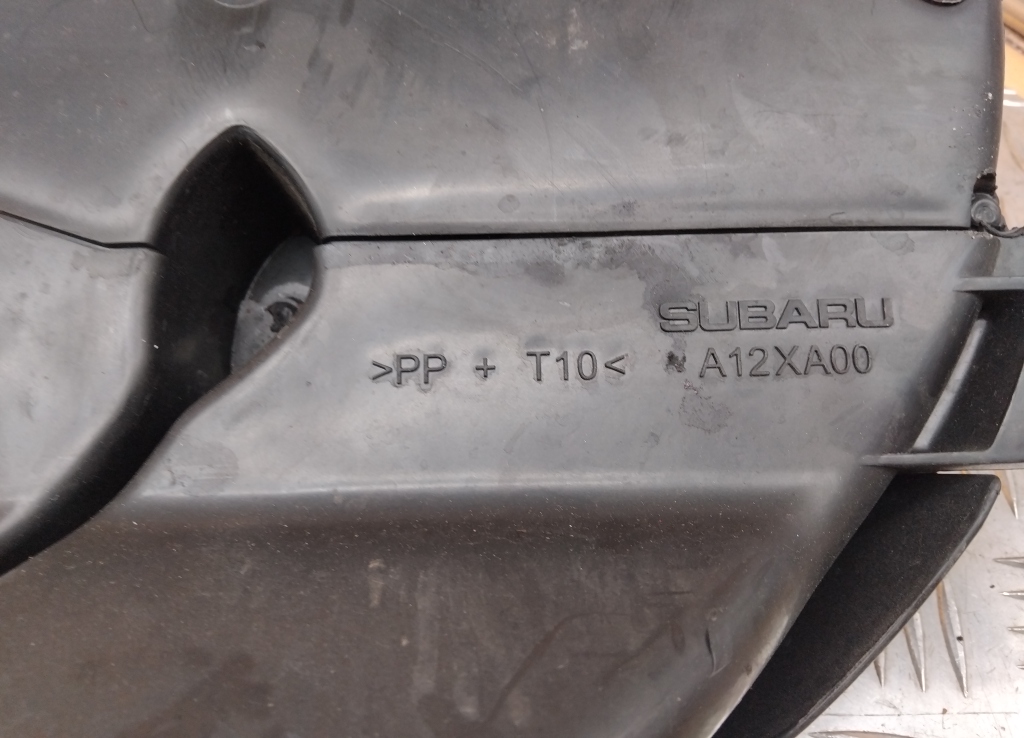 SUBARU
>PP + T10< A12XA00